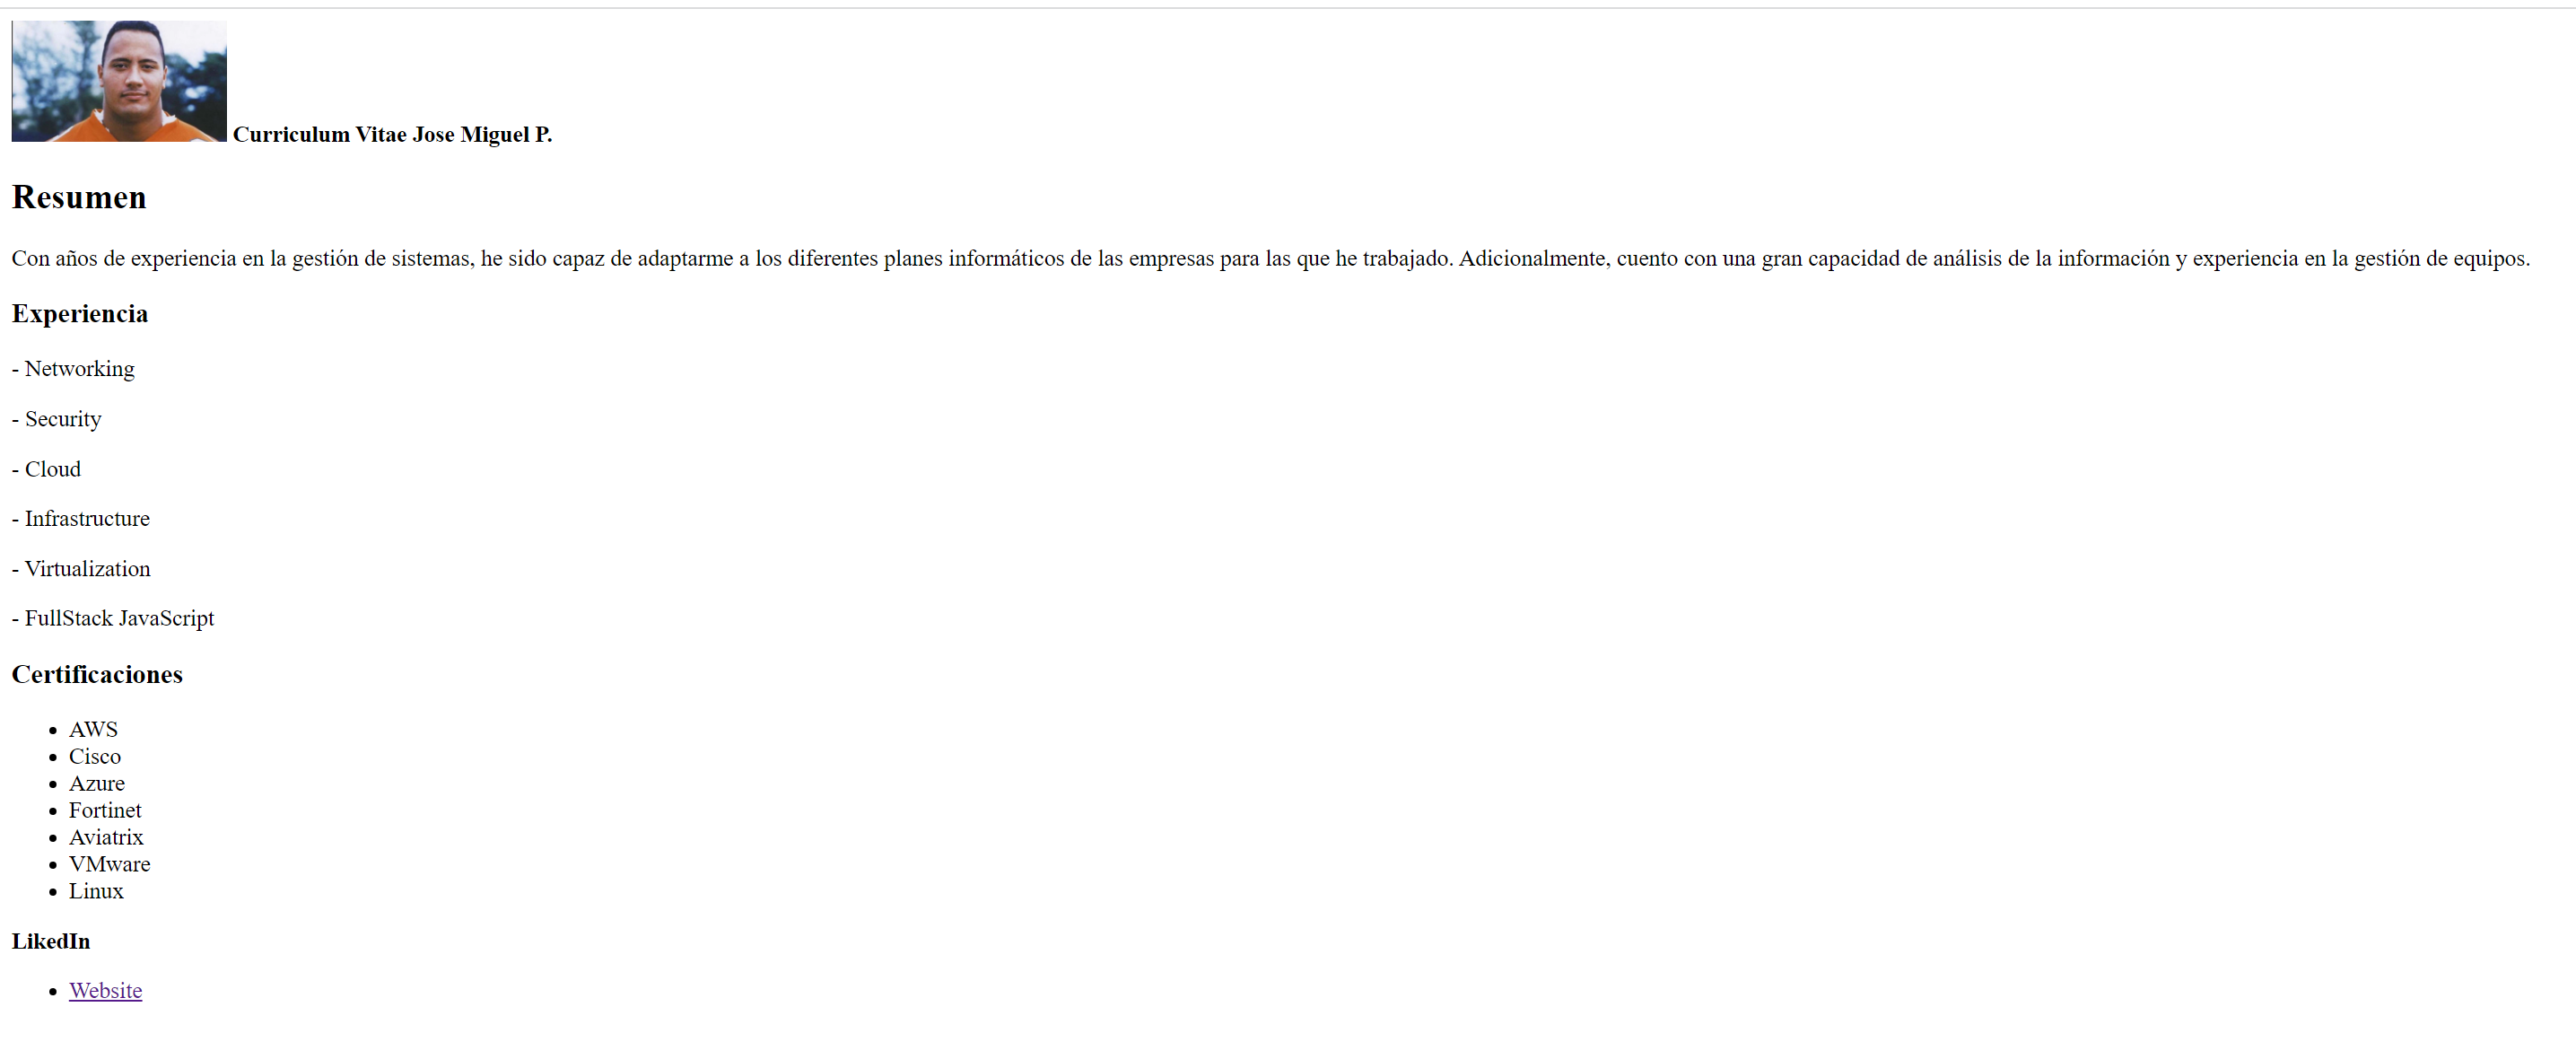 Curriculum Vitae Jose Miguel P.
Resumen
Con años de experiencia en la gestión de sistemas, he sido capaz de adaptarme a los diferentes planes informáticos de las empresas para las que he trabajado. Adicionalmente, cuento con una gran capacidad de análisis de la información y experiencia en la gestión de equipos.
Experiencia
- Networking
- Security
- Cloud
- Infrastructure
- Virtualization
- FullStack JavaScript
Certificaciones
• AWS
• Cisco
• Azure
• Fortinet
• Aviatrix
• VMware
• Linux
LikedIn
• Website